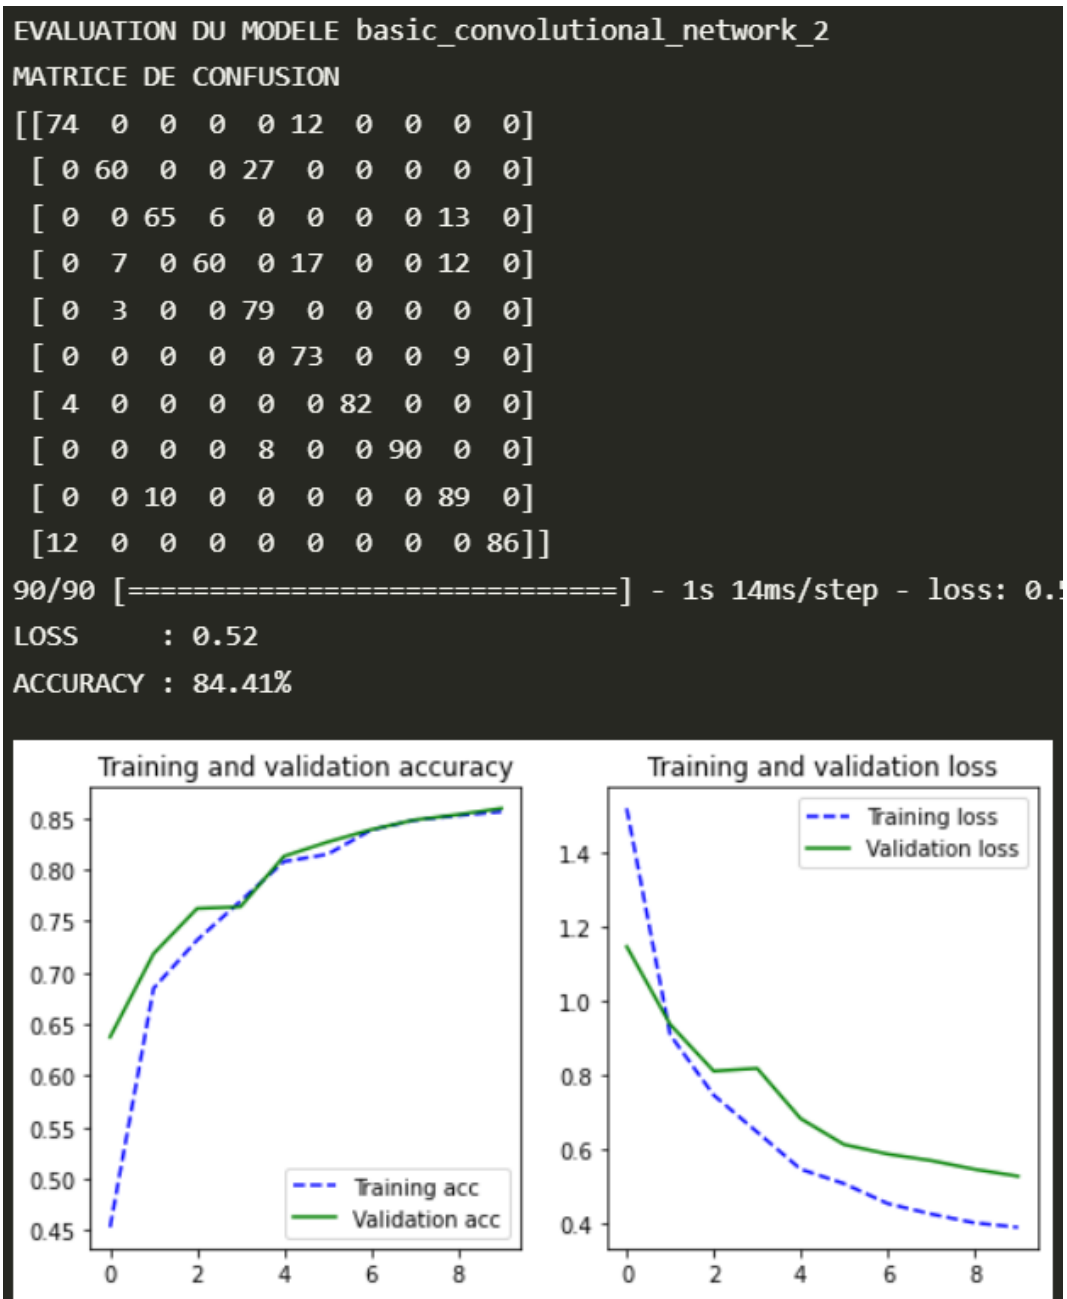 EVALUATION DU MODELE basic_convolutional_network_2
MATRICE DE CONFUSION
[[74 0 0 0 0 12 0 0 0 0]
[ 0 60 0 0 27 0 0 0 0 0]
[ 0 0 65 6 0 0 0 0 13 0]
[ 0 7 0 60 0 17 0 0 12 0]
[ 0 3 0 0 79 0 0 0 0 0]
[ 0 0 0 0 0 73 0 0 9 0]
[ 4 0 0 0 0 0 82 0 0 0]
[ 0 0 0 0 8 0 0 90 0 0]
[ 0 0 10 0 0 0 0 0 89 0]
[12 0 0 0 0 0 0 0 0 86]]
90/90 [==============================] - 1s 14ms/step - loss: 0.5
LOSS : 0.52
ACCURACY : 84.41%
Training and validation accuracy
0.85
0.80
0.75
0.70
0.65
0.60
0.55
0.50
0.45
Training acc
Validation acc
0 2 4 6 8
Training and validation loss
Training loss
Validation loss
1.4
1.2
1.0
0.8
0.6
0.4
0 2 4 6 8